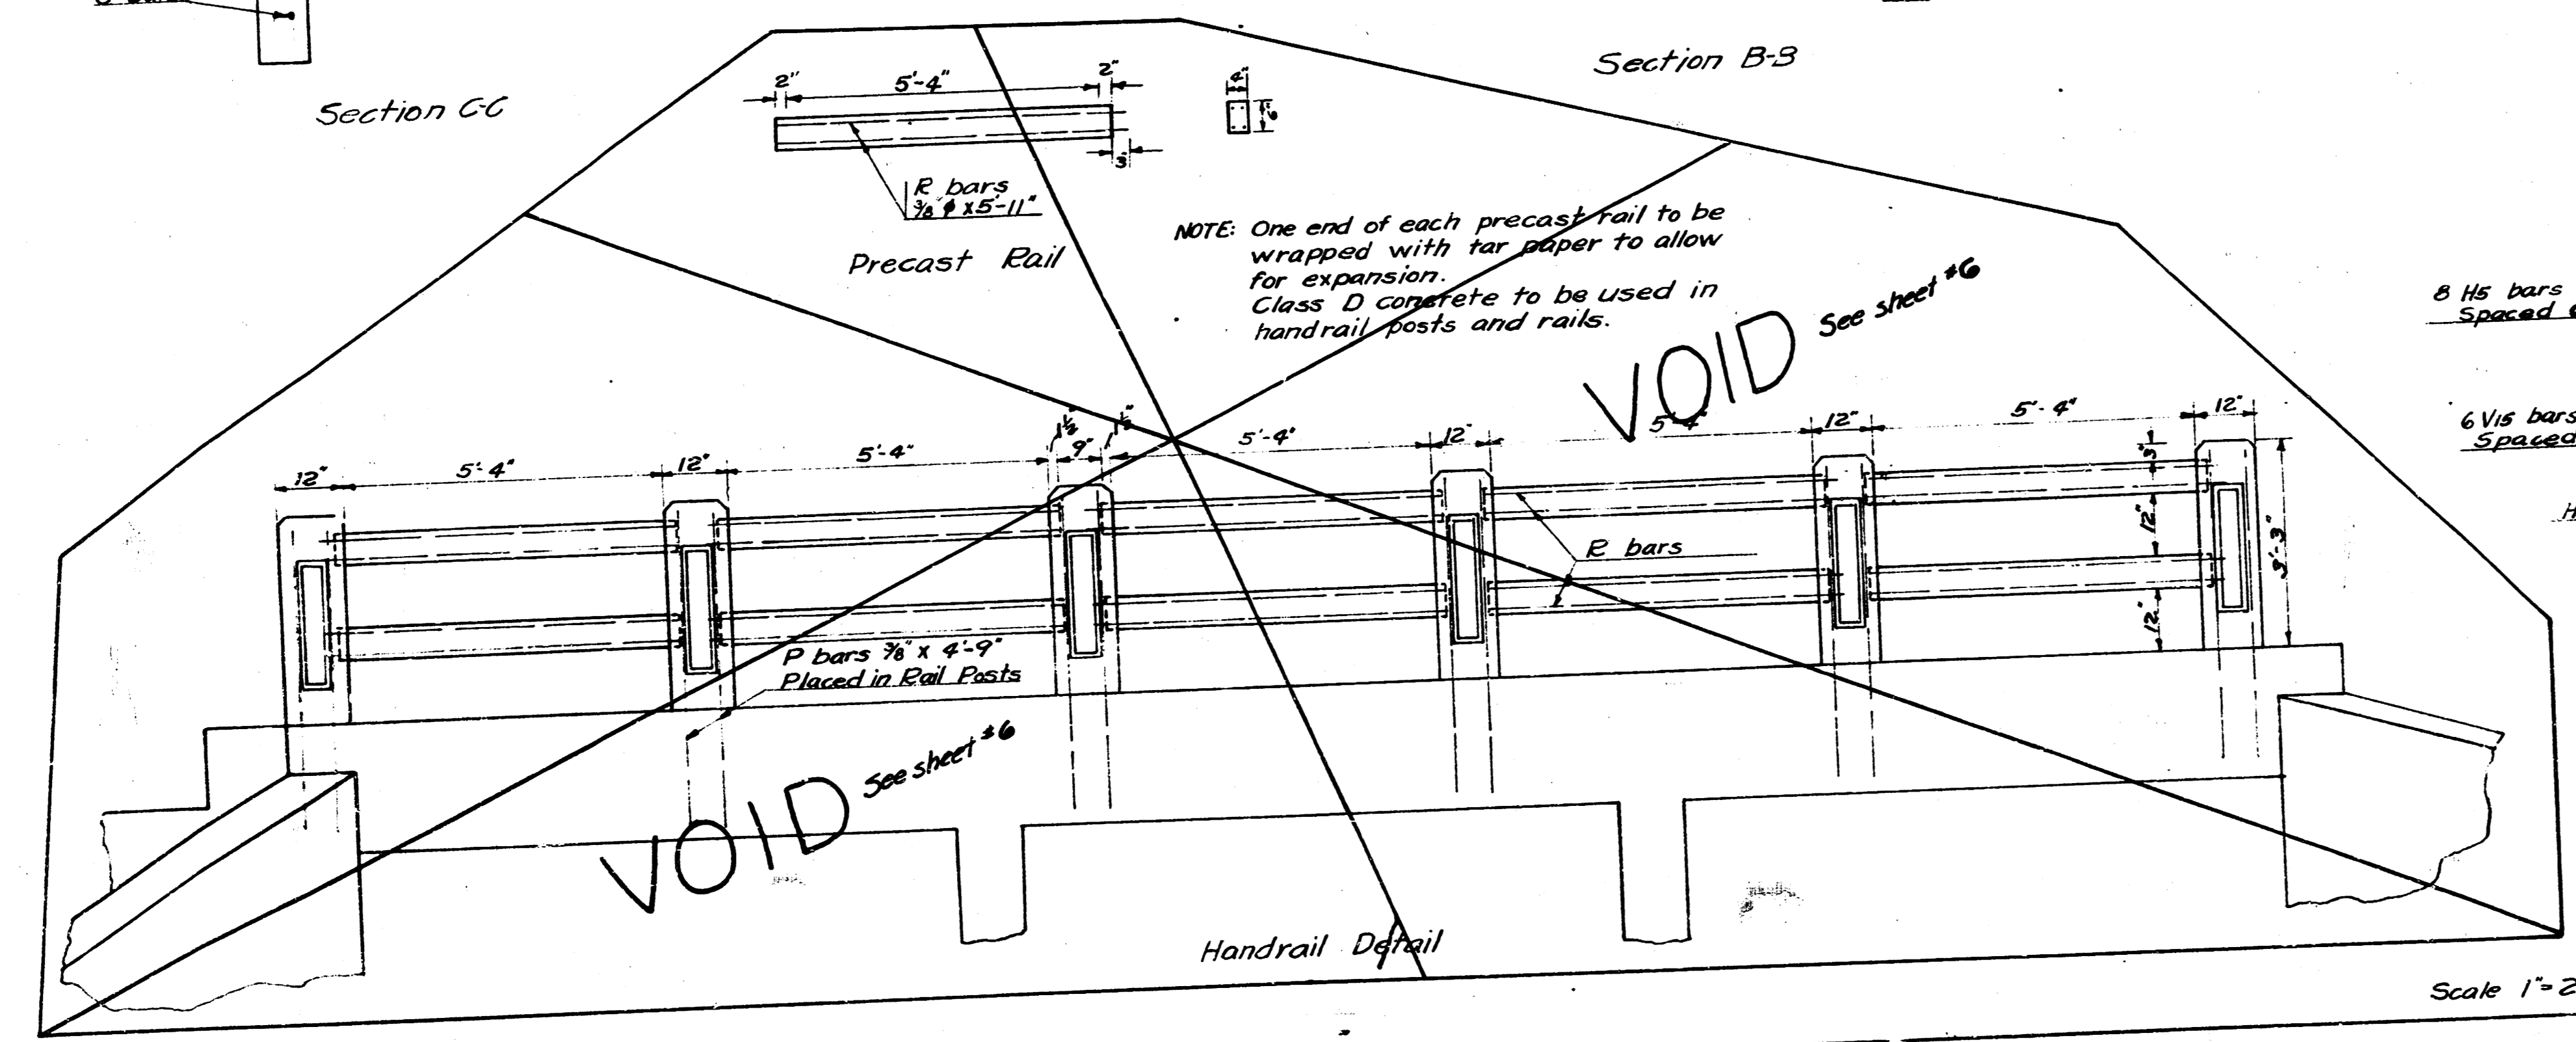 Section C-C
Section B-B
2"
5'-4"
2"
4"
6"
3"
R bars
3/8" ϕ x 5'-11"
Precast Rail
NOTE: One end of each precast rail to be
wrapped with tar paper to allow
for expansion.
Class D concrete to be used in
handrail posts and rails.
VOID See sheet #6
8 H5 bars
Spaced
6 V15 bars
Spaced
H
12"
5'-4"
12"
5'-4"
1½"
9"
1½"
5'-4"
12"
5'-4"
12"
5'-4"
12"
3"
12"
12"
3'-3"
R bars
P bars 3/8" x 4'-9"
Placed in Rail Posts
VOID See sheet #6
Handrail Detail
Scale 1"=2